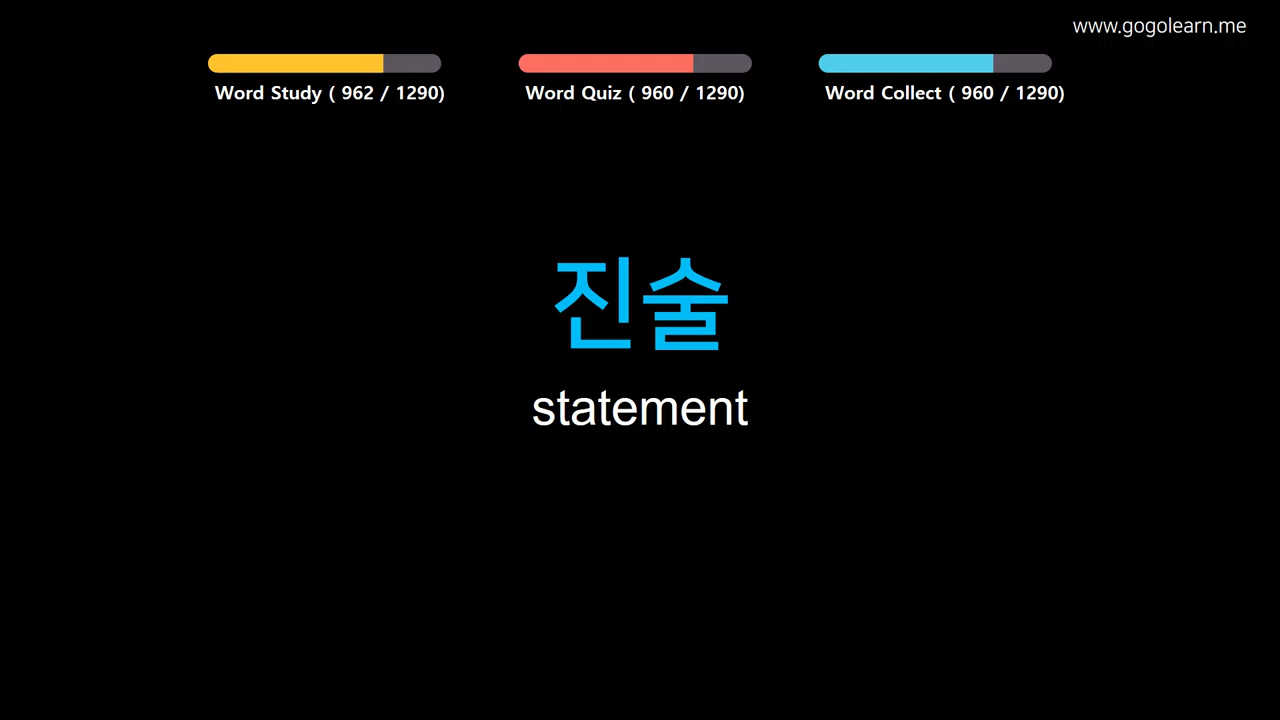 www.gogolearn.me
Word Study ( 962 / 1290)
Word Quiz ( 960 / 1290)
Word Collect ( 960 / 1290)
진술
statement